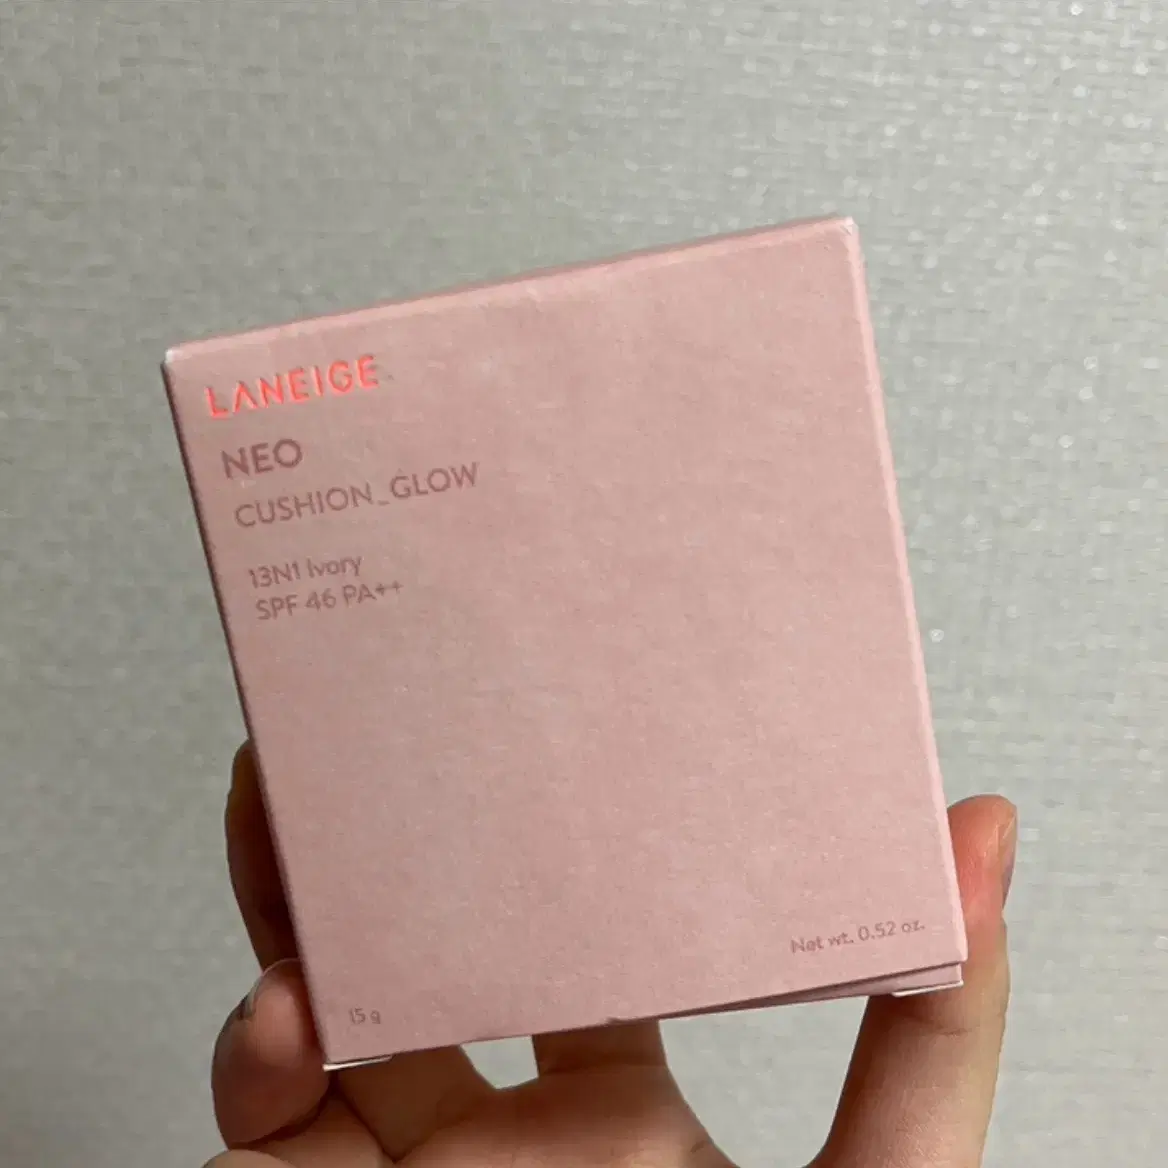 LANEIGE
NEO
CUSHION_GLOW
13N1 Ivory
SPF 46 PA++
Net wt. 0.52 oz.
15 g